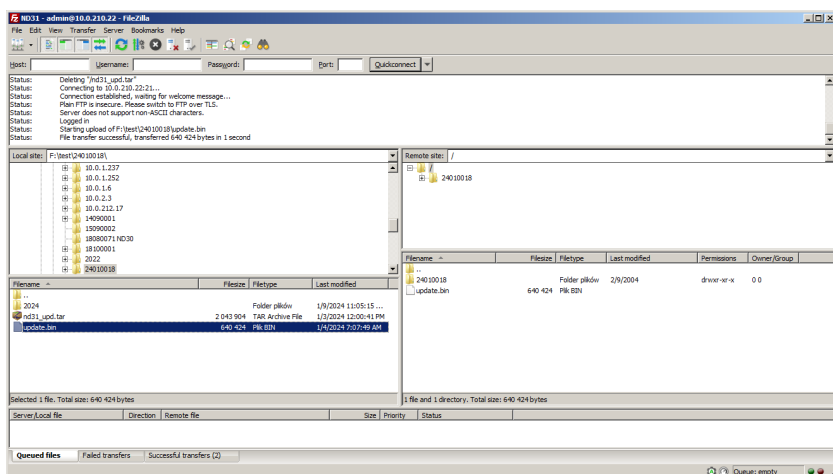 ND31 - admin@10.0.210.22 - FileZilla
File Edit View Transfer Server Bookmarks Help
Host: Username: Password: Port: Quickconnect
Status: Deleting "/nd31_upd.tar"
Status: Connecting to 10.0.210.22:21...
Status: Connection established, waiting for welcome message...
Status: Plain FTP is insecure. Please switch to FTP over TLS.
Status: Server does not support non-ASCII characters.
Status: Logged in
Status: Starting upload of F:\test\24010018\update.bin
Status: File transfer successful, transferred 640 424 bytes in 1 second
Local site: F:\test\24010018\
10.0.1.237
10.0.1.252
10.0.1.6
10.0.2.3
10.0.212.17
14090001
15090002
18080071 ND30
18100001
2022
24010018
Filename Filesize Filetype Last modified
..
2024 Folder plików 1/9/2024 11:05:15 ...
nd31_upd.tar 2 043 904 TAR Archive File 1/3/2024 12:00:41 PM
update.bin 640 424 Plik BIN 1/4/2024 7:07:49 AM
Selected 1 file. Total size: 640 424 bytes
Remote site: /
/
24010018
Filename Filesize Filetype Last modified Permissions Owner/Group
..
24010018 Folder plików 2/9/2004 drwxr-xr-x 0 0
update.bin 640 424 Plik BIN
1 file and 1 directory. Total size: 640 424 bytes
Server/Local file Direction Remote file Size Priority Status
Queued files Failed transfers Successful transfers (2)
Queue: empty